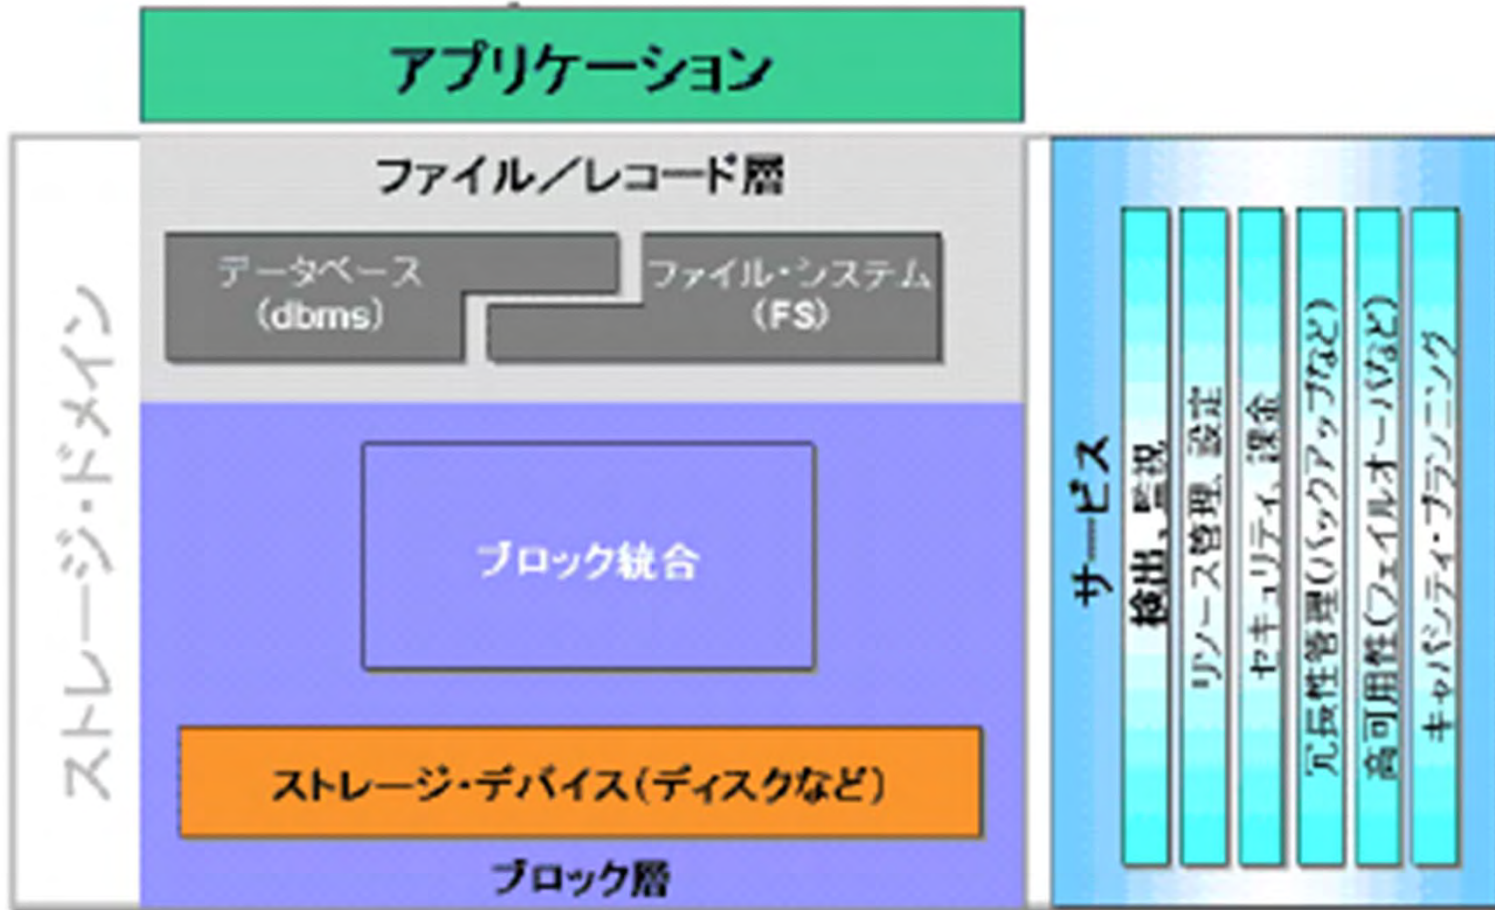 アプリケーション
ストレージ・ドメイン
ファイル／レコード層
データベース
(dbms)
ファイル・システム
(FS)
ブロック統合
ストレージ・デバイス(ディスクなど)
ブロック層
サービス
検出、監視
リソース管理、設定
セキュリティ、課金
冗長性管理(バックアップなど)
高可用性(フェイルオーバなど)
キャパシティ・プランニング